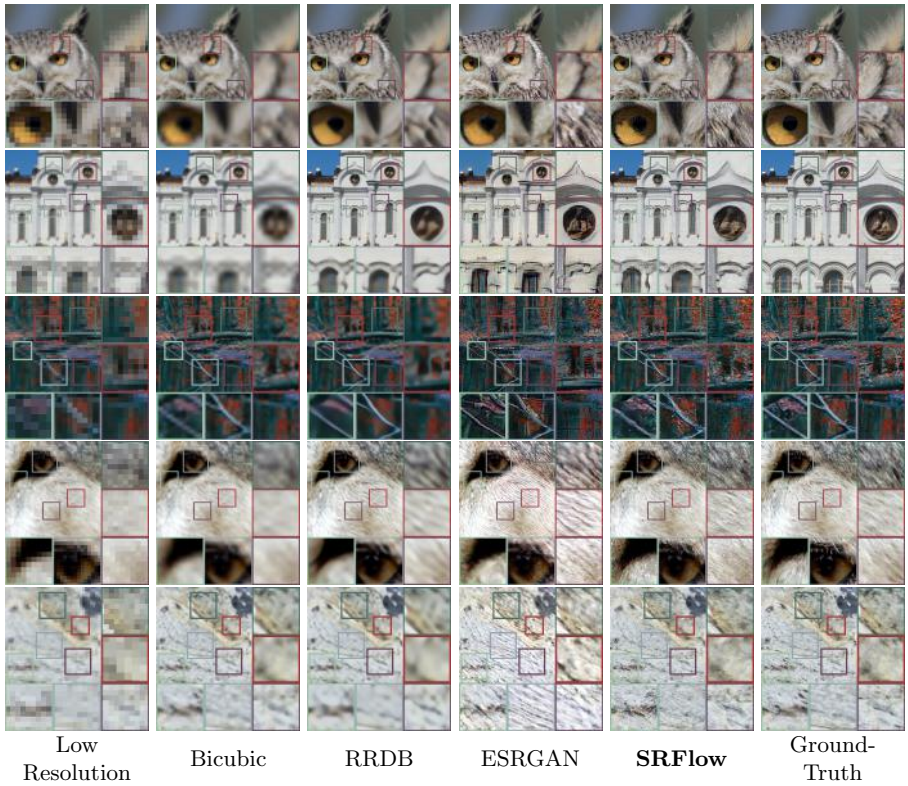 Low
Resolution
Bicubic
RRDB
ESRGAN
SRFlow
Ground-
Truth